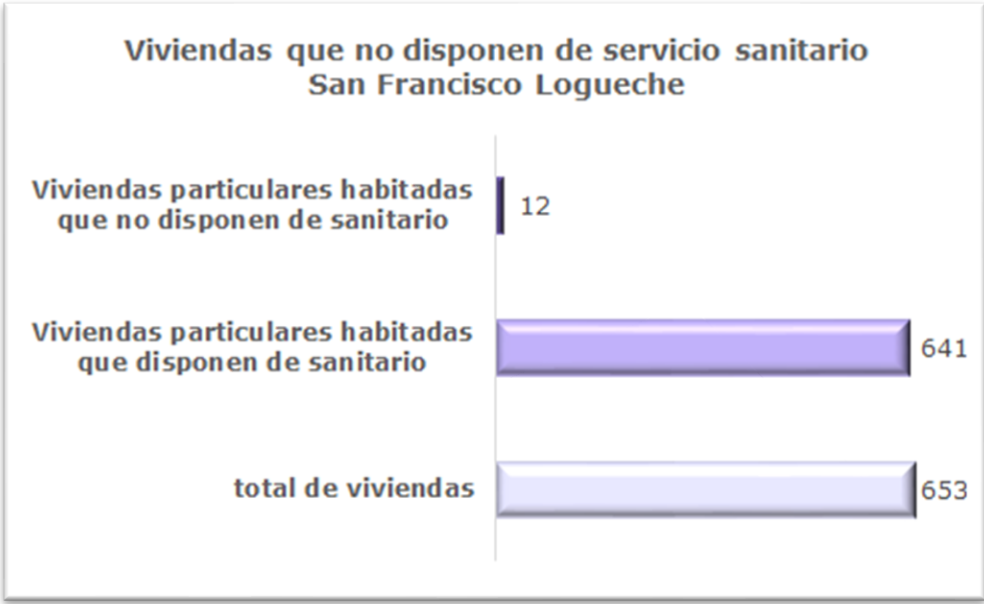 Viviendas que no disponen de servicio sanitario
San Francisco Logueche
Viviendas particulares habitadas
que no disponen de sanitario
12
Viviendas particulares habitadas
que disponen de sanitario
641
total de viviendas
653